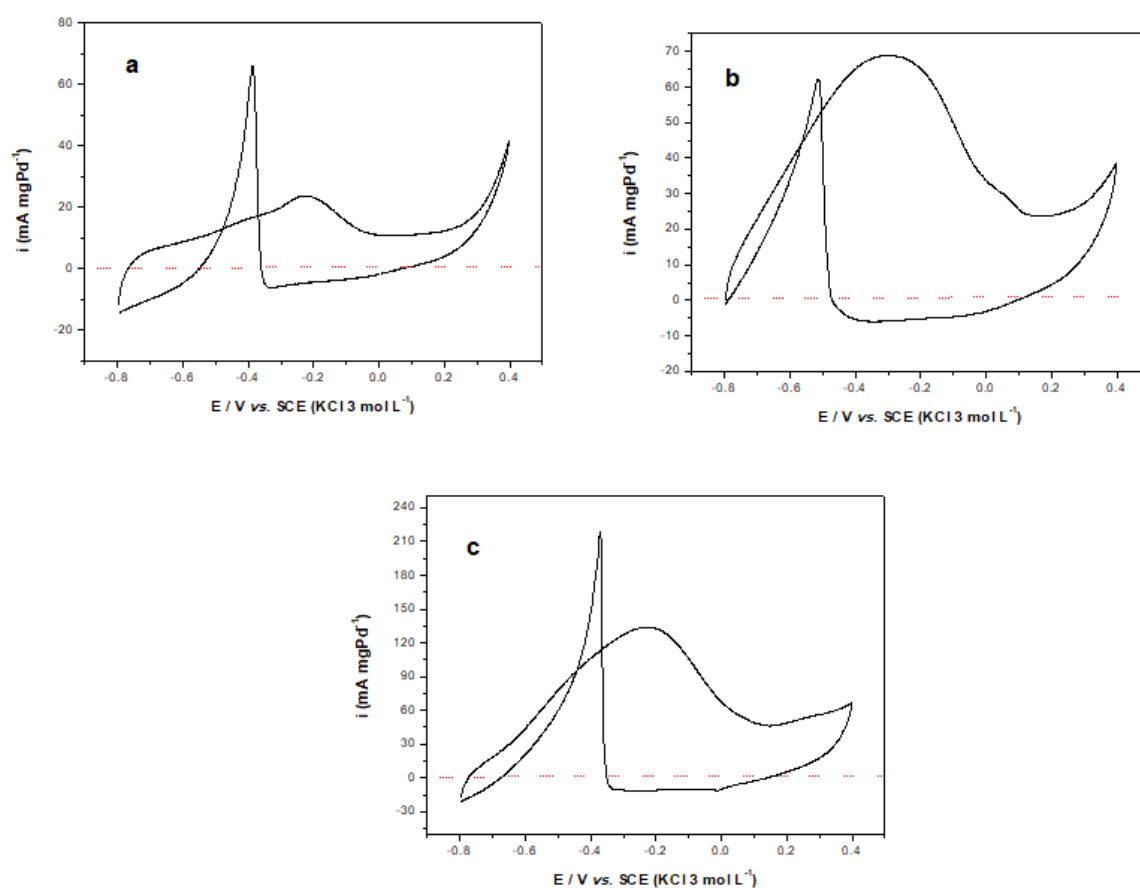 a
80
60
40
20
0
-20
i (mA mgPd⁻¹)
-0.8 -0.6 -0.4 -0.2 0.0 0.2 0.4
E / V vs. SCE (KCl 3 mol L⁻¹)
b
70
60
50
40
30
20
10
0
-10
-20
i (mA mgPd⁻¹)
-0.8 -0.6 -0.4 -0.2 0.0 0.2 0.4
E / V vs. SCE (KCl 3 mol L⁻¹)
c
240
210
180
150
120
90
60
30
0
-30
i (mA mgPd⁻¹)
-0.8 -0.6 -0.4 -0.2 0.0 0.2 0.4
E / V vs. SCE (KCl 3 mol L⁻¹)